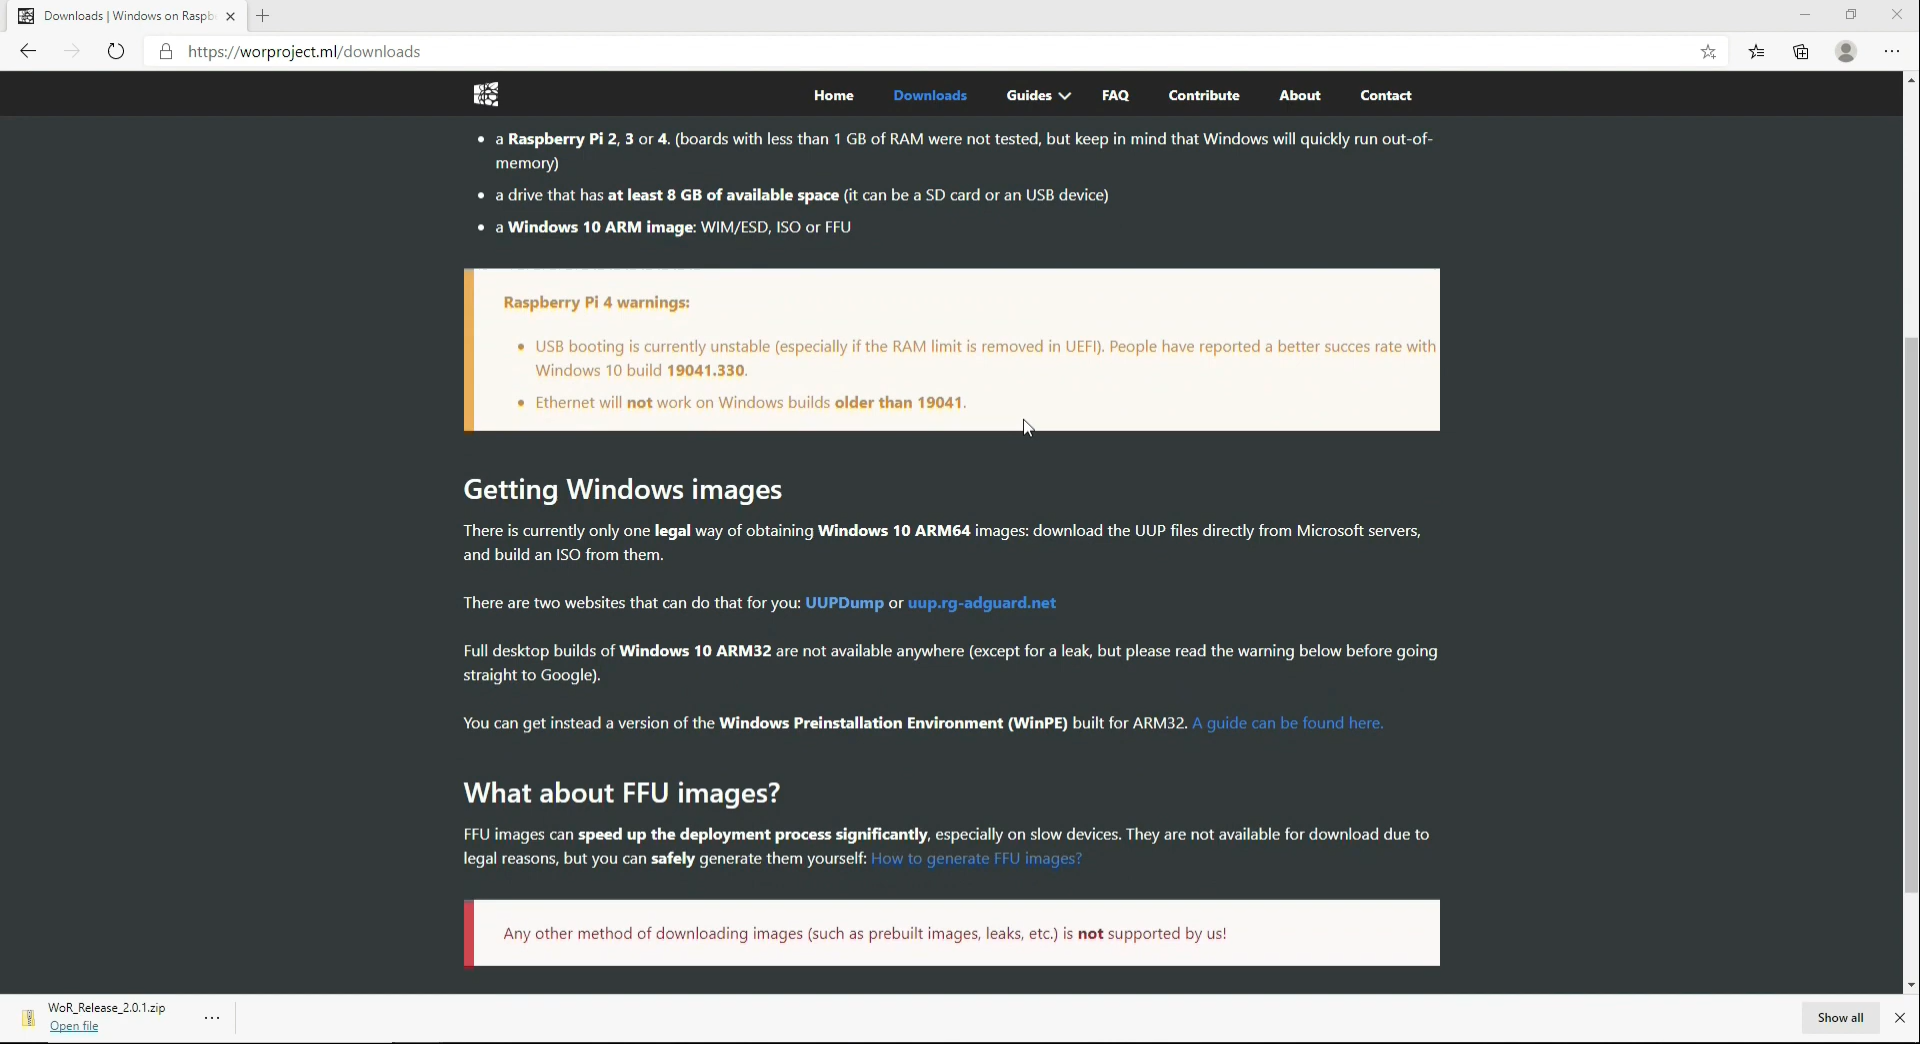 Downloads | Windows on Raspb
https://worproject.ml/downloads
Home Downloads Guides FAQ Contribute About Contact
• a Raspberry Pi 2, 3 or 4. (boards with less than 1 GB of RAM were not tested, but keep in mind that Windows will quickly run out-of-
memory)
• a drive that has at least 8 GB of available space (it can be a SD card or an USB device)
• a Windows 10 ARM image: WIM/ESD, ISO or FFU
Raspberry Pi 4 warnings:
• USB booting is currently unstable (especially if the RAM limit is removed in UEFI). People have reported a better succes rate with
Windows 10 build 19041.330.
• Ethernet will not work on Windows builds older than 19041.
Getting Windows images
There is currently only one legal way of obtaining Windows 10 ARM64 images: download the UUP files directly from Microsoft servers,
and build an ISO from them.
There are two websites that can do that for you: UUPDump or uup.rg-adguard.net
Full desktop builds of Windows 10 ARM32 are not available anywhere (except for a leak, but please read the warning below before going
straight to Google).
You can get instead a version of the Windows Preinstallation Environment (WinPE) built for ARM32. A guide can be found here.
What about FFU images?
FFU images can speed up the deployment process significantly, especially on slow devices. They are not available for download due to
legal reasons, but you can safely generate them yourself: How to generate FFU images?
Any other method of downloading images (such as prebuilt images, leaks, etc.) is not supported by us!
WoR_Release_2.0.1.zip
Open file
Show all